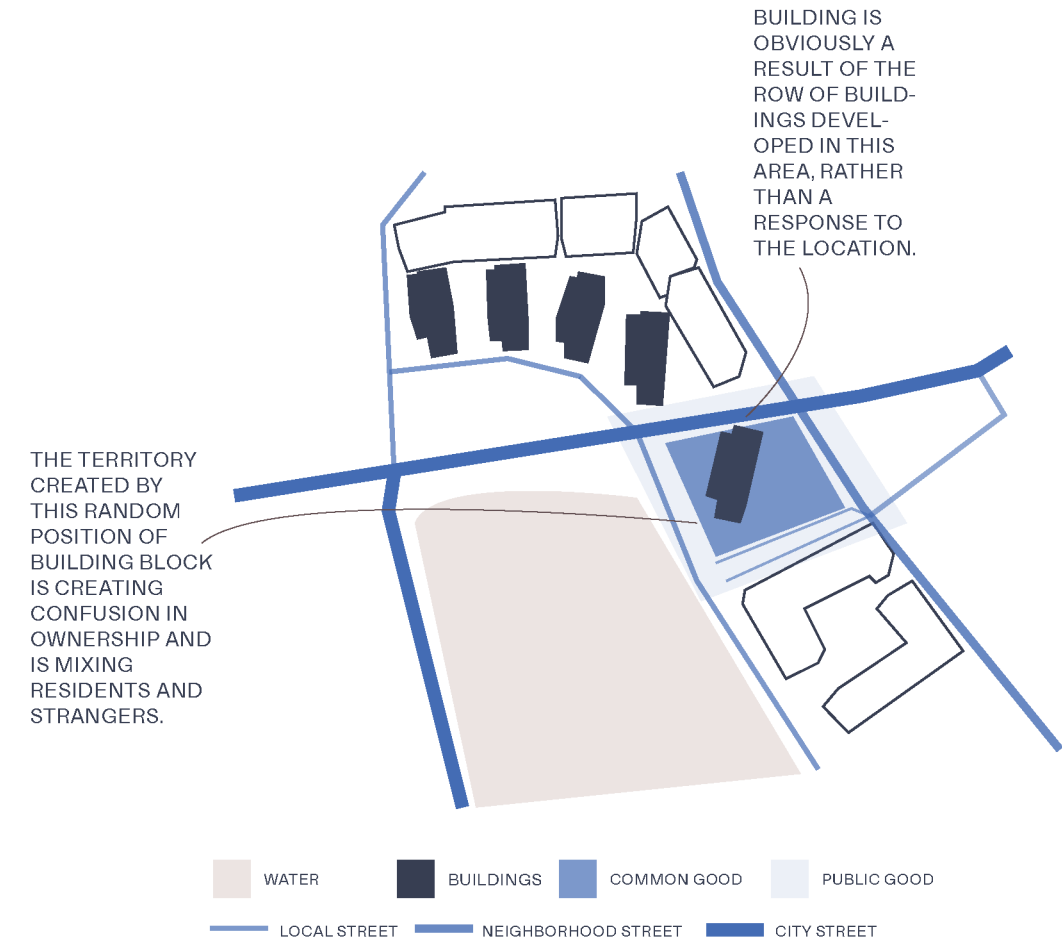 BUILDING IS
OBVIOUSLY A
RESULT OF THE
ROW OF BUILD-
INGS DEVEL-
OPED IN THIS
AREA, RATHER
THAN A
RESPONSE TO
THE LOCATION.
THE TERRITORY
CREATED BY
THIS RANDOM
POSITION OF
BUILDING BLOCK
IS CREATING
CONFUSION IN
OWNERSHIP AND
IS MIXING
RESIDENTS AND
STRANGERS.
WATER
BUILDINGS
COMMON GOOD
PUBLIC GOOD
LOCAL STREET
NEIGHBORHOOD STREET
CITY STREET